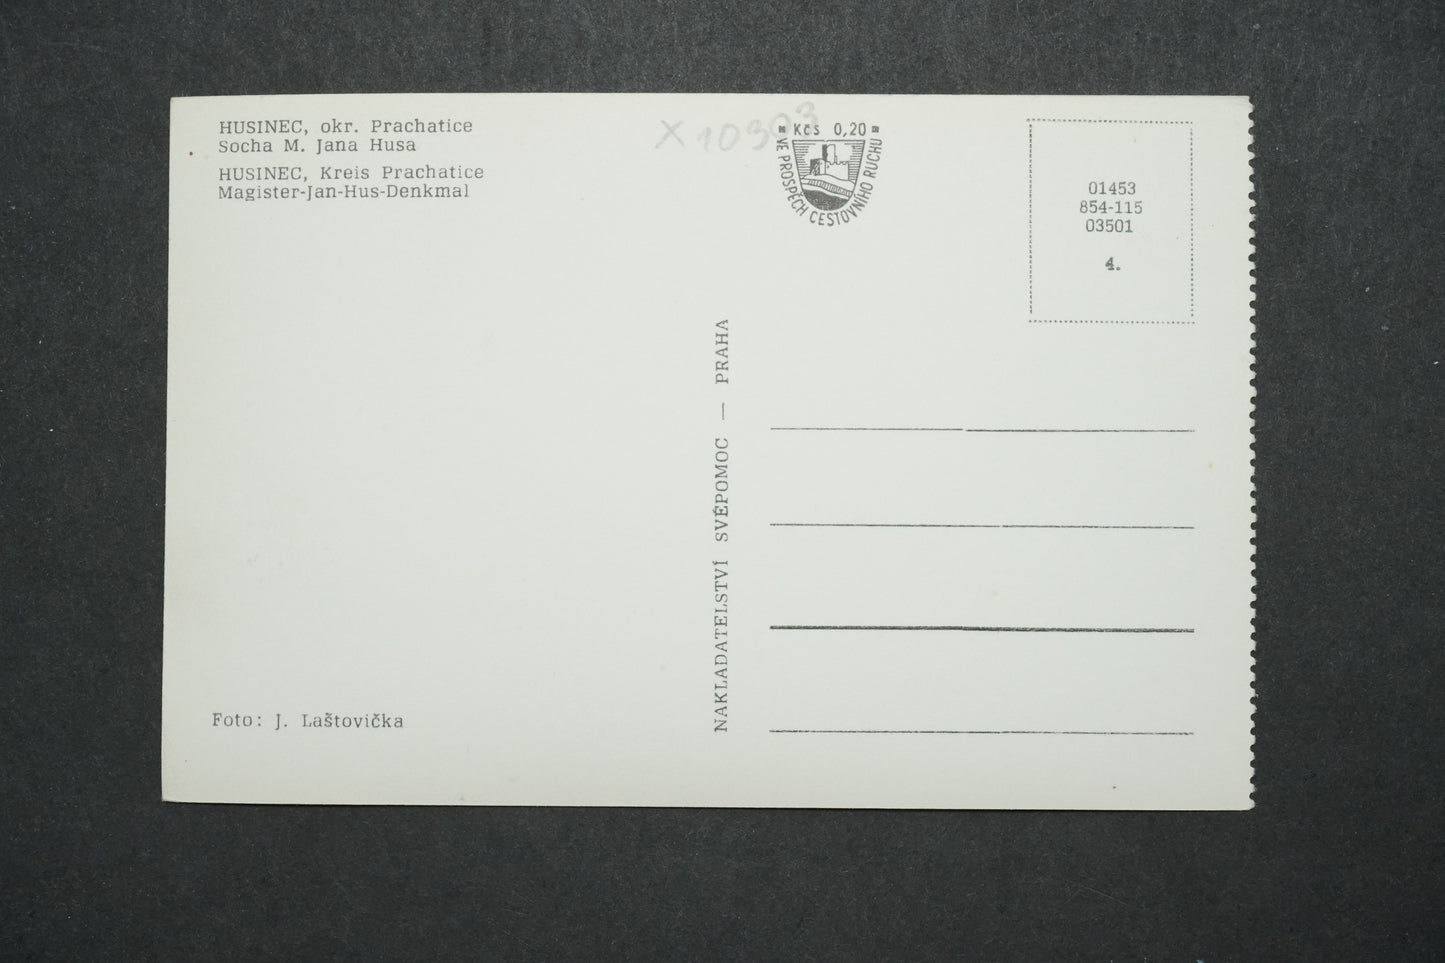 HUSINEC, okr. Prachatice
Socha M. Jana Husa
HUSINEC, Kreis Prachatice
Magister-Jan-Hus-Denkmal
X 10303
Kčs 0,20
VE PROSPĚCH CESTOVNÍHO RUCHU
01453
854-115
03501
4.
NAKLADATELSTVÍ SVÉPOMOC — PRAHA
Foto: J. Laštovička